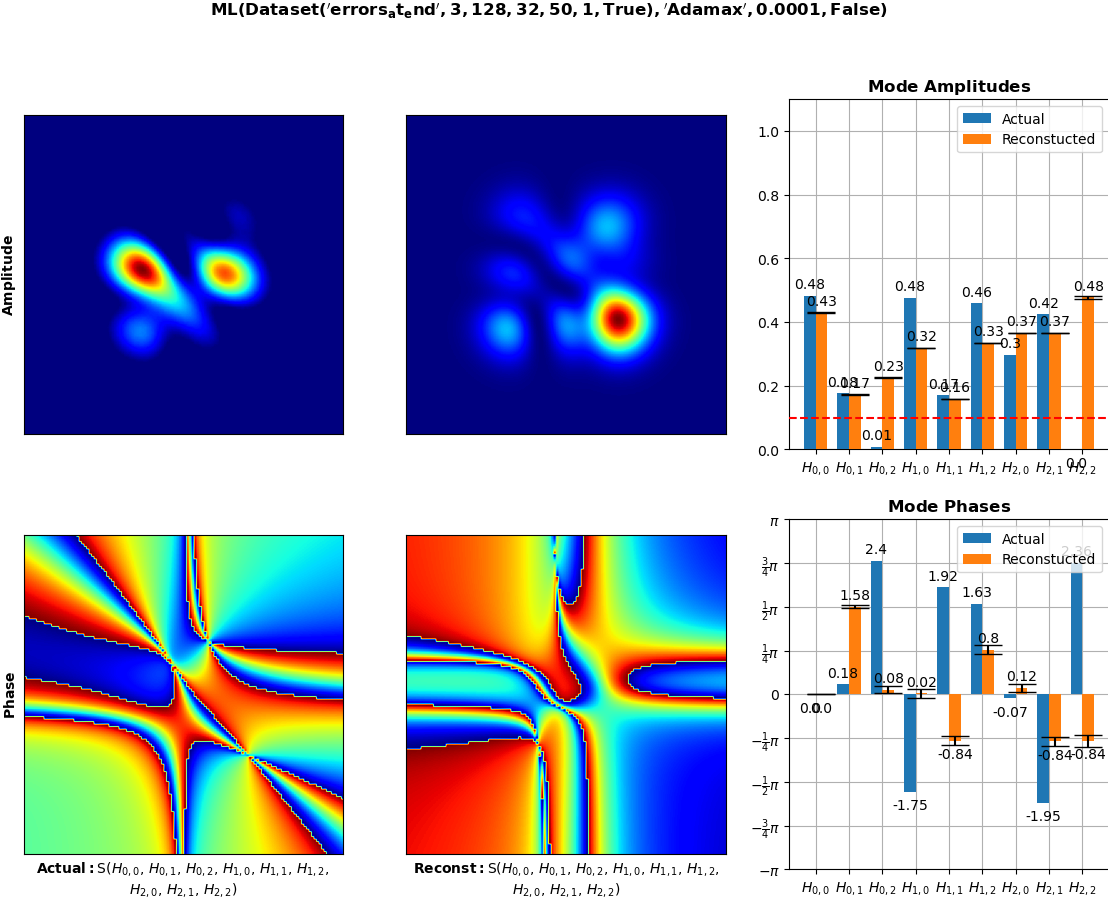 ML(Dataset('errors_at_end', 3, 128, 32, 50, 1, True), 'Adamax', 0.0001, False)
Amplitude
Mode Amplitudes
Actual
Reconstucted
1.0
0.8
0.6
0.4
0.2
0.0
0.48
0.43
0.18
0.17
0.01
0.23
0.48
0.32
0.17
0.16
0.46
0.33
0.3
0.37
0.42
0.37
0.0
0.48
H0,0 H0,1 H0,2 H1,0 H1,1 H1,2 H2,0 H2,1 H2,2
Phase
Mode Phases
Actual
Reconstucted
π
3/4π
1/2π
1/4π
0
−1/4π
−1/2π
−3/4π
−π
0.0
0.0
0.18
1.58
2.4
0.08
-1.75
0.02
1.92
-0.84
1.63
0.8
-0.07
0.12
-1.95
-0.84
2.36
-0.84
H0,0 H0,1 H0,2 H1,0 H1,1 H1,2 H2,0 H2,1 H2,2
Actual: S(H0,0, H0,1, H0,2, H1,0, H1,1, H1,2,
H2,0, H2,1, H2,2)
Reconst: S(H0,0, H0,1, H0,2, H1,0, H1,1, H1,2,
H2,0, H2,1, H2,2)